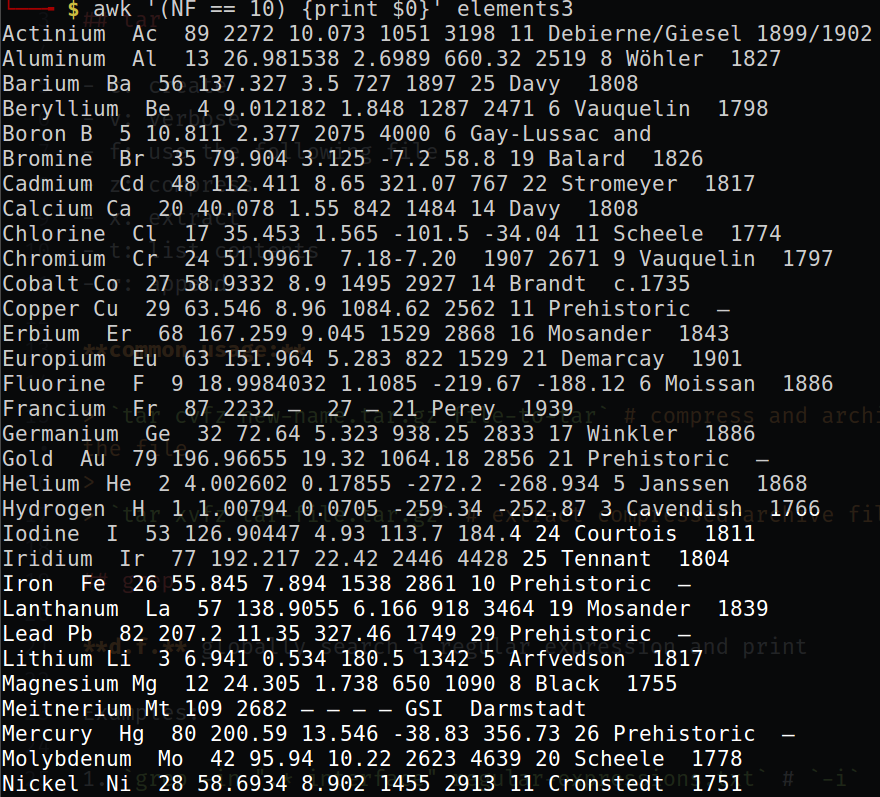 $ awk '(NF == 10) {print $0}' elements3
Actinium  Ac  89 2272 10.073 1051 3198 11 Debierne/Giesel 1899/1902
Aluminum  Al  13 26.981538 2.6989 660.32 2519 8 Wöhler  1827
Barium  Ba  56 137.327 3.5 727 1897 25 Davy  1808
Beryllium  Be  4 9.012182 1.848 1287 2471 6 Vauquelin  1798
Boron B  5 10.811 2.377 2075 4000 6 Gay-Lussac and
Bromine  Br  35 79.904 3.125 -7.2 58.8 19 Balard  1826
Cadmium  Cd  48 112.411 8.65 321.07 767 22 Stromeyer  1817
Calcium Ca  20 40.078 1.55 842 1484 14 Davy  1808
Chlorine  Cl  17 35.453 1.565 -101.5 -34.04 11 Scheele  1774
Chromium  Cr  24 51.9961  7.18-7.20  1907 2671 9 Vauquelin  1797
Cobalt Co  27 58.9332 8.9 1495 2927 14 Brandt  c.1735
Copper Cu  29 63.546 8.96 1084.62 2562 11 Prehistoric  —
Erbium  Er  68 167.259 9.045 1529 2868 16 Mosander  1843
Europium  Eu  63 151.964 5.283 822 1529 21 Demarcay  1901
Fluorine  F  9 18.9984032 1.1085 -219.67 -188.12 6 Moissan  1886
Francium  Fr  87 2232 —  27 — 21 Perey  1939
Germanium  Ge  32 72.64 5.323 938.25 2833 17 Winkler  1886
Gold  Au  79 196.96655 19.32 1064.18 2856 21 Prehistoric  —
Helium  He  2 4.002602 0.17855 -272.2 -268.934 5 Janssen  1868
Hydrogen  H  1 1.00794 0.0705 -259.34 -252.87 3 Cavendish  1766
Iodine  I  53 126.90447 4.93 113.7 184.4 24 Courtois  1811
Iridium  Ir  77 192.217 22.42 2446 4428 25 Tennant  1804
Iron  Fe  26 55.845 7.894 1538 2861 10 Prehistoric  —
Lanthanum  La  57 138.9055 6.166 918 3464 19 Mosander  1839
Lead Pb  82 207.2 11.35 327.46 1749 29 Prehistoric  —
Lithium Li  3 6.941 0.534 180.5 1342 5 Arfvedson  1817
Magnesium Mg  12 24.305 1.738 650 1090 8 Black  1755
Meitnerium Mt 109 2682 — — — — GSI  Darmstadt
Mercury  Hg  80 200.59 13.546 -38.83 356.73 26 Prehistoric  —
Molybdenum  Mo  42 95.94 10.22 2623 4639 20 Scheele  1778
Nickel  Ni  28 58.6934 8.902 1455 2913 11 Cronstedt  1751